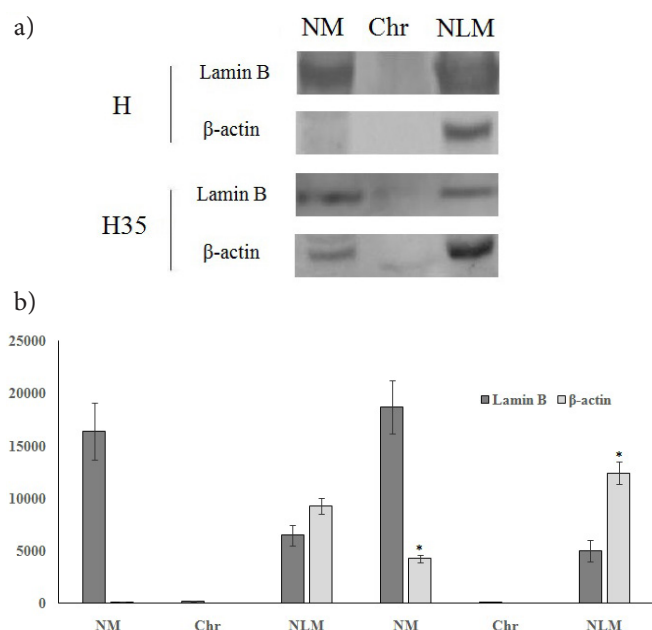 a)
NM Chr NLM
Lamin B
H
β-actin
Lamin B
H35
β-actin
b)
25000
20000
Lamin B β-actin
15000
*
10000
5000
*
0
NM Chr NLM NM Chr NLM